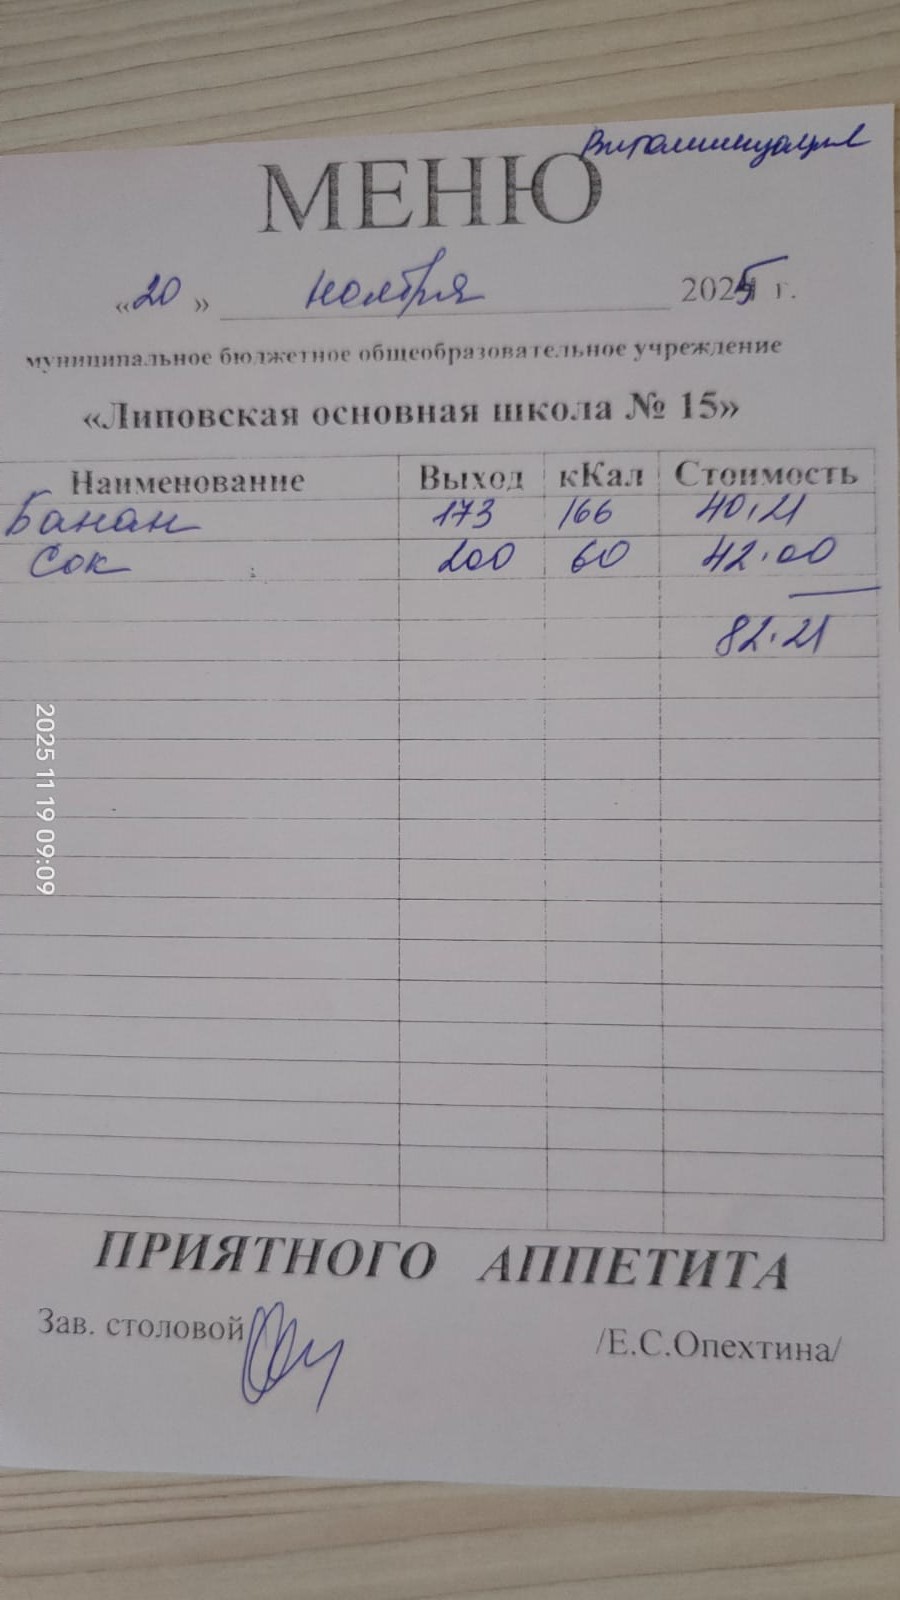 Витаминизация
МЕНЮ
«20» ноября 2025 г.
муниципальное бюджетное общеобразовательное учреждение
«Липовская основная школа № 15»
Наименование Выход кКал Стоимость
Банан 173 166 40,21
Сок 200 60 42.00
82.21
2025 11 19 09:09
ПРИЯТНОГО АППЕТИТА
Зав. столовой /Е.С.Опехтина/